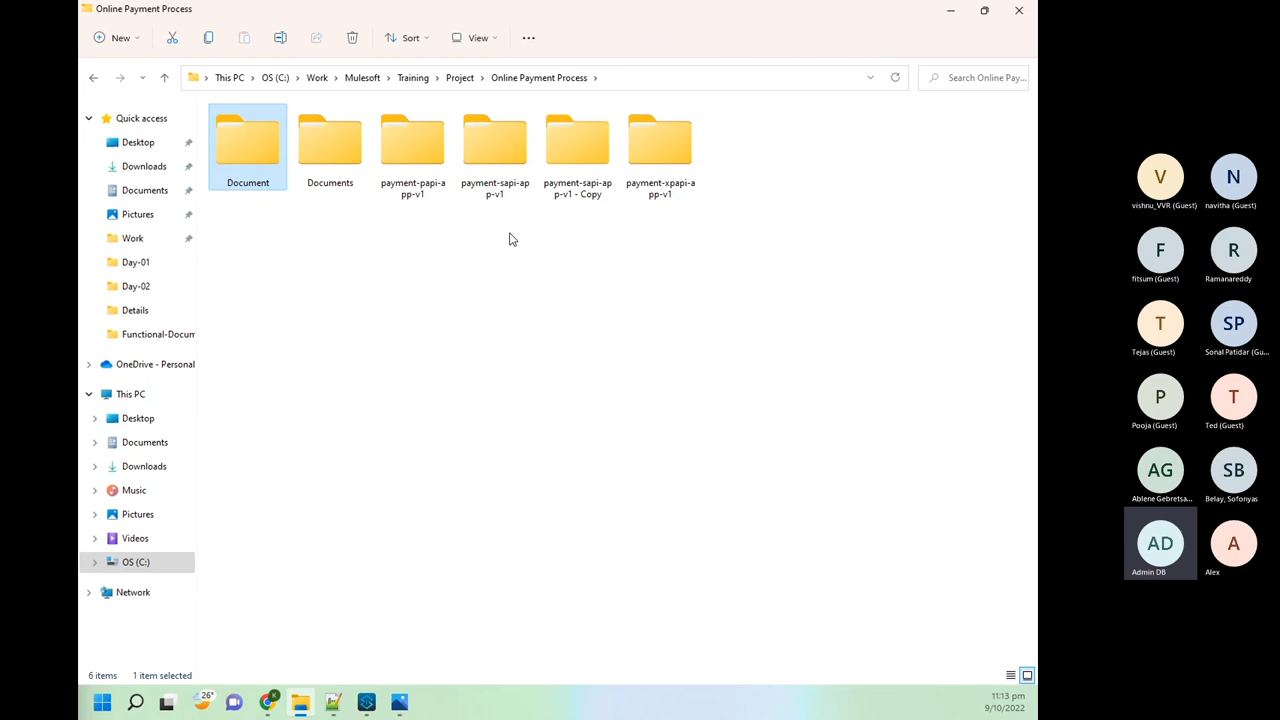 Online Payment Process
New
Sort
View
This PC
OS (C:)
Work
Mulesoft
Training
Project
Online Payment Process
Search Online Pay...
Quick access
Desktop
Downloads
Documents
Pictures
Work
Day-01
Day-02
Details
Functional-Docum
OneDrive - Personal
This PC
Desktop
Documents
Downloads
Music
Pictures
Videos
OS (C:)
Network
Document
Documents
payment-papi-a
pp-v1
payment-sapi-ap
p-v1
payment-sapi-ap
p-v1 - Copy
payment-xpapi-a
pp-v1
6 items
1 item selected
26°
K
11:13 pm
9/10/2022
V
vishnu_VVR (Guest)
N
navitha (Guest)
F
fitsum (Guest)
R
Ramanareddy
T
Tejas (Guest)
SP
Sonal Patidar (Gu...
P
Pooja (Guest)
T
Ted (Guest)
AG
Ablene Gebretsa...
SB
Belay, Sofonyas
AD
Admin DB
A
Alex